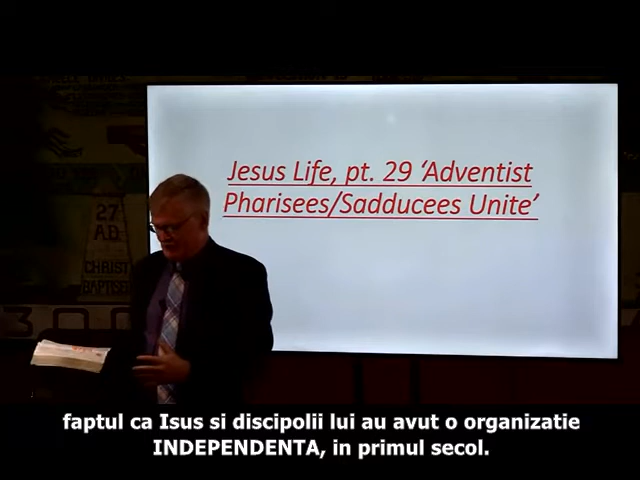 Jesus Life, pt. 29 ‘Adventist
Pharisees/Sadducees Unite’
27
A.D.
CHRIST
BAPTISED
faptul ca Isus si discipolii lui au avut o organizatie
INDEPENDENTA, in primul secol.